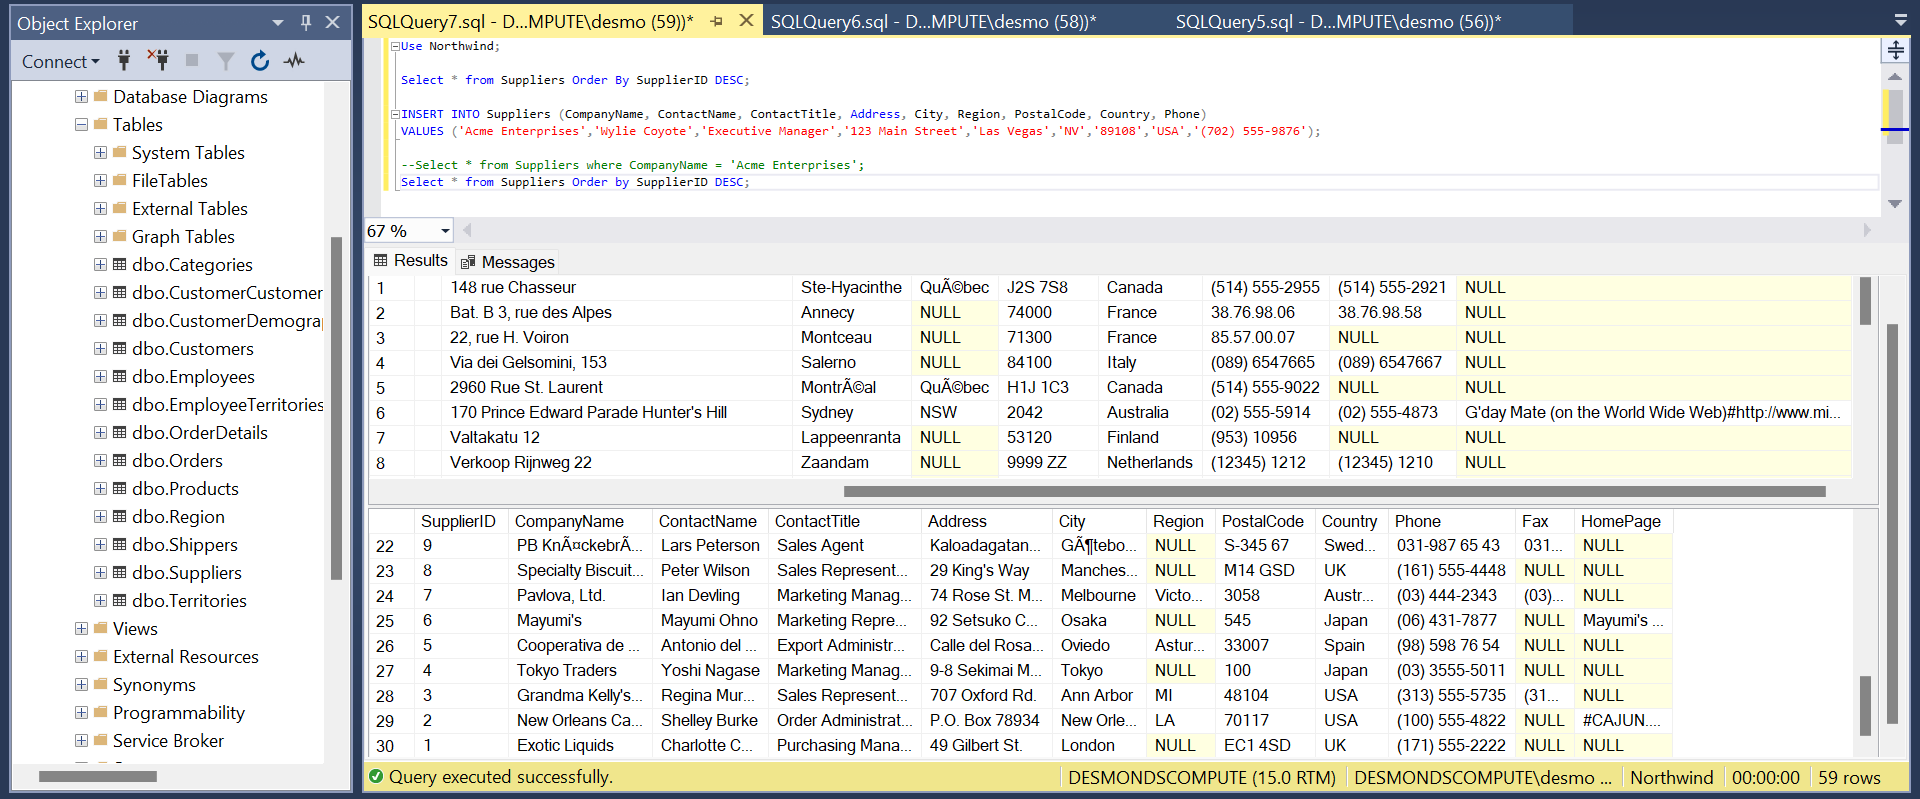 Object Explorer
Connect
Database Diagrams
Tables
System Tables
FileTables
External Tables
Graph Tables
dbo.Categories
dbo.CustomerCustomer
dbo.CustomerDemogra
dbo.Customers
dbo.Employees
dbo.EmployeeTerritories
dbo.OrderDetails
dbo.Orders
dbo.Products
dbo.Region
dbo.Shippers
dbo.Suppliers
dbo.Territories
Views
External Resources
Synonyms
Programmability
Service Broker
SQLQuery7.sql - D...MPUTE\desmo (59))* SQLQuery6.sql - D...MPUTE\desmo (58))* SQLQuery5.sql - D...MPUTE\desmo (56))*
Use Northwind;
Select * from Suppliers Order By SupplierID DESC;
INSERT INTO Suppliers (CompanyName, ContactName, ContactTitle, Address, City, Region, PostalCode, Country, Phone)
VALUES ('Acme Enterprises','Wylie Coyote','Executive Manager','123 Main Street','Las Vegas','NV','89108','USA','(702) 555-9876');
--Select * from Suppliers where CompanyName = 'Acme Enterprises';
Select * from Suppliers Order by SupplierID DESC;
67 %
Results Messages
1 148 rue Chasseur Ste-Hyacinthe QuÃ©bec J2S 7S8 Canada (514) 555-2955 (514) 555-2921 NULL
2 Bat. B 3, rue des Alpes Annecy NULL 74000 France 38.76.98.06 38.76.98.58 NULL
3 22, rue H. Voiron Montceau NULL 71300 France 85.57.00.07 NULL NULL
4 Via dei Gelsomini, 153 Salerno NULL 84100 Italy (089) 6547665 (089) 6547667 NULL
5 2960 Rue St. Laurent MontrÃ©al QuÃ©bec H1J 1C3 Canada (514) 555-9022 NULL NULL
6 170 Prince Edward Parade Hunter's Hill Sydney NSW 2042 Australia (02) 555-5914 (02) 555-4873 G'day Mate (on the World Wide Web)#http://www.mi...
7 Valtakatu 12 Lappeenranta NULL 53120 Finland (953) 10956 NULL NULL
8 Verkoop Rijnweg 22 Zaandam NULL 9999 ZZ Netherlands (12345) 1212 (12345) 1210 NULL
SupplierID CompanyName ContactName ContactTitle Address City Region PostalCode Country Phone Fax HomePage
22 9 PB KnÃ¤ckebrÃ... Lars Peterson Sales Agent Kaloadagatan... GÃ¶tebo... NULL S-345 67 Swed... 031-987 65 43 031... NULL
23 8 Specialty Biscuit... Peter Wilson Sales Represent... 29 King's Way Manches... NULL M14 GSD UK (161) 555-4448 NULL NULL
24 7 Pavlova, Ltd. Ian Devling Marketing Manag... 74 Rose St. M... Melbourne Victo... 3058 Austr... (03) 444-2343 (03)... NULL
25 6 Mayumi's Mayumi Ohno Marketing Repre... 92 Setsuko C... Osaka NULL 545 Japan (06) 431-7877 NULL Mayumi's ...
26 5 Cooperativa de ... Antonio del ... Export Administr... Calle del Rosa... Oviedo Astur... 33007 Spain (98) 598 76 54 NULL NULL
27 4 Tokyo Traders Yoshi Nagase Marketing Manag... 9-8 Sekimai M... Tokyo NULL 100 Japan (03) 3555-5011 NULL NULL
28 3 Grandma Kelly's... Regina Mur... Sales Represent... 707 Oxford Rd. Ann Arbor MI 48104 USA (313) 555-5735 (31... NULL
29 2 New Orleans Ca... Shelley Burke Order Administrat... P.O. Box 78934 New Orle... LA 70117 USA (100) 555-4822 NULL #CAJUN....
30 1 Exotic Liquids Charlotte C... Purchasing Mana... 49 Gilbert St. London NULL EC1 4SD UK (171) 555-2222 NULL NULL
Query executed successfully. DESMONDSCOMPUTE (15.0 RTM) DESMONDSCOMPUTE\desmo ... Northwind 00:00:00 59 rows